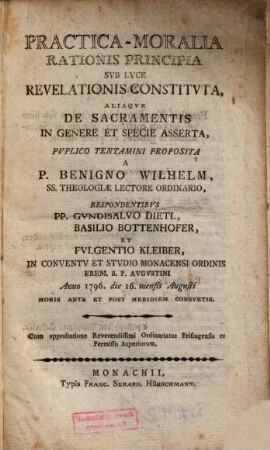 PRACTICA-MORALIA
RATIONIS PRINCIPIA
SVB LVCE
REVELATIONIS CONSTITVTA,
ALIAQVE
DE SACRAMENTIS
IN GENERE ET SPECIE ASSERTA,
PVPLICO TENTAMINI PROPOSITA
A
P. BENIGNO WILHELM,
SS. THEOLOGIÆ LECTORE ORDINARIO,
RESPONDENTIBVS
PP. GVNDISALVO DIETL,
BASILIO BOTTENHOFER,
ET
FVLGENTIO KLEIBER,
IN CONVENTV ET STVDIO MONACENSI ORDINIS
EREM. S. P. AVGVSTINI
Anno 1796. die 16. mensis Augusti
HORIS ANTE ET POST MERIDIEM CONSVETIS.
Cum approbatione Reverendissimi Ordinariatus Frisingensis et
Permissu Superiorum.
MONACHII,
Typis FRANC. SERAPH. HÜBSCHMANN.